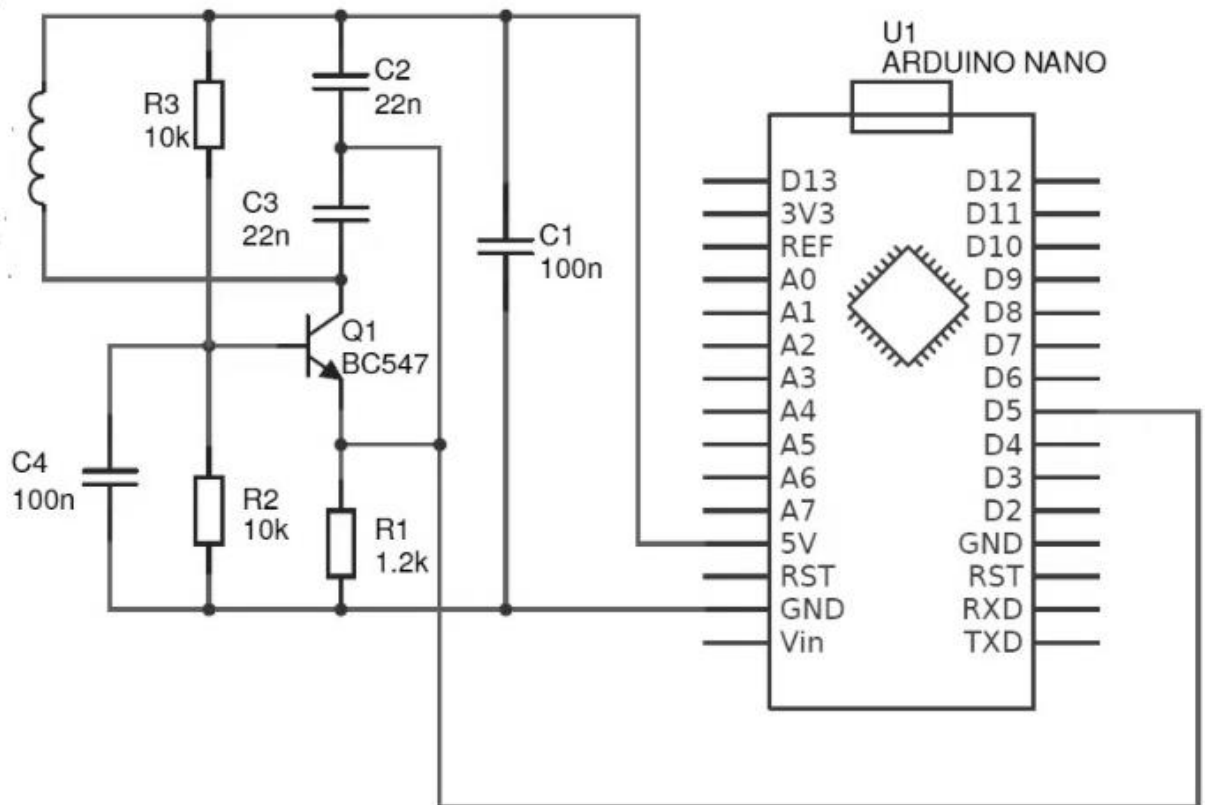 U1
ARDUINO NANO
C2
22n
R3
10k
C3
22n
C1
100n
Q1
BC547
C4
100n
R2
10k
R1
1.2k
D13
3V3
REF
A0
A1
A2
A3
A4
A5
A6
A7
5V
RST
GND
Vin
D12
D11
D10
D9
D8
D7
D6
D5
D4
D3
D2
GND
RST
RXD
TXD